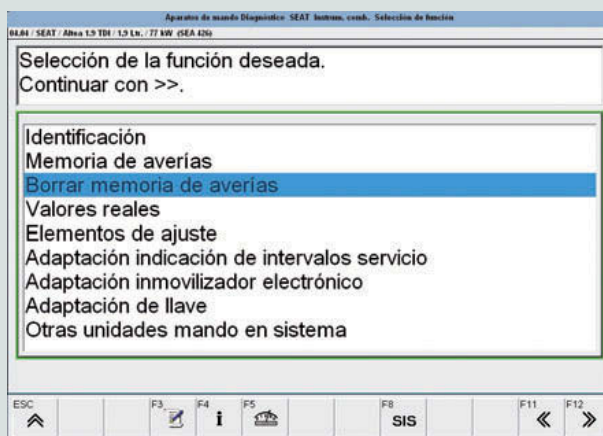 Aparatos de mando Diagnóstico SEAT Instrum. comb. Selección de función
04.04 / SEAT / Altea 1.9 TDI / 1,9 Ltr. / 77 kW (SEA 426)
Selección de la función deseada.
Continuar con >>.
Identificación
Memoria de averías
Borrar memoria de averías
Valores reales
Elementos de ajuste
Adaptación indicación de intervalos servicio
Adaptación inmovilizador electrónico
Adaptación de llave
Otras unidades mando en sistema
ESC F3 F4 F5 F8 F11 F12
i SIS « »